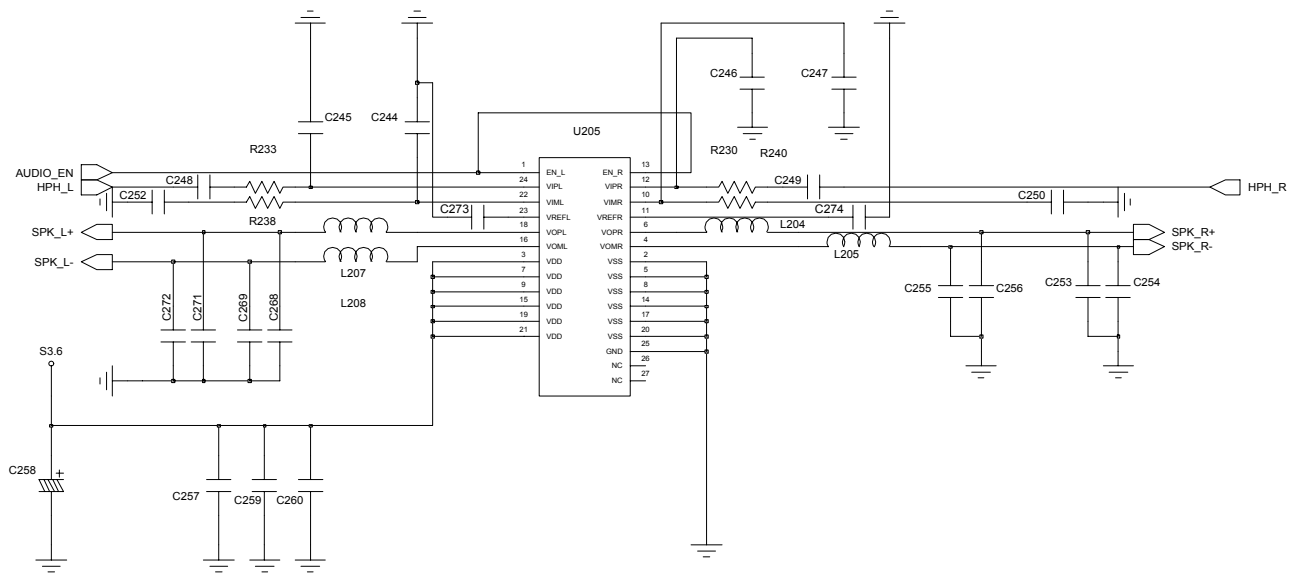 C246
C247
C245
C244
U205
R233
R230
R240
AUDIO_EN
HPH_L
C252
C248
R238
C273
1
24
22
23
18
16
3
7
9
15
19
21
EN_L
VIPL
VIML
VREFL
VOPL
VOML
VDD
VDD
VDD
VDD
VDD
VDD
EN_R
VIPR
VIMR
VREFR
VOPR
VOMR
VSS
VSS
VSS
VSS
VSS
VSS
GND
NC
NC
13
12
10
11
6
4
2
5
8
14
17
20
25
26
27
C249
C274
L204
L205
C250
HPH_R
SPK_R+
SPK_R-
C255
C256
C253
C254
SPK_L+
SPK_L-
L207
L208
C272
C271
C269
C268
S3.6
C258
+
C257
C259
C260